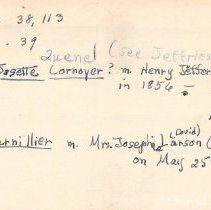 38, 113
- 39
Quenel (see Jeffries
Josette Cornoyer? m. Henry Jeffer
in 1856 -
urnillier m. Mrs. Joseph Larson (
(David)
on May 25